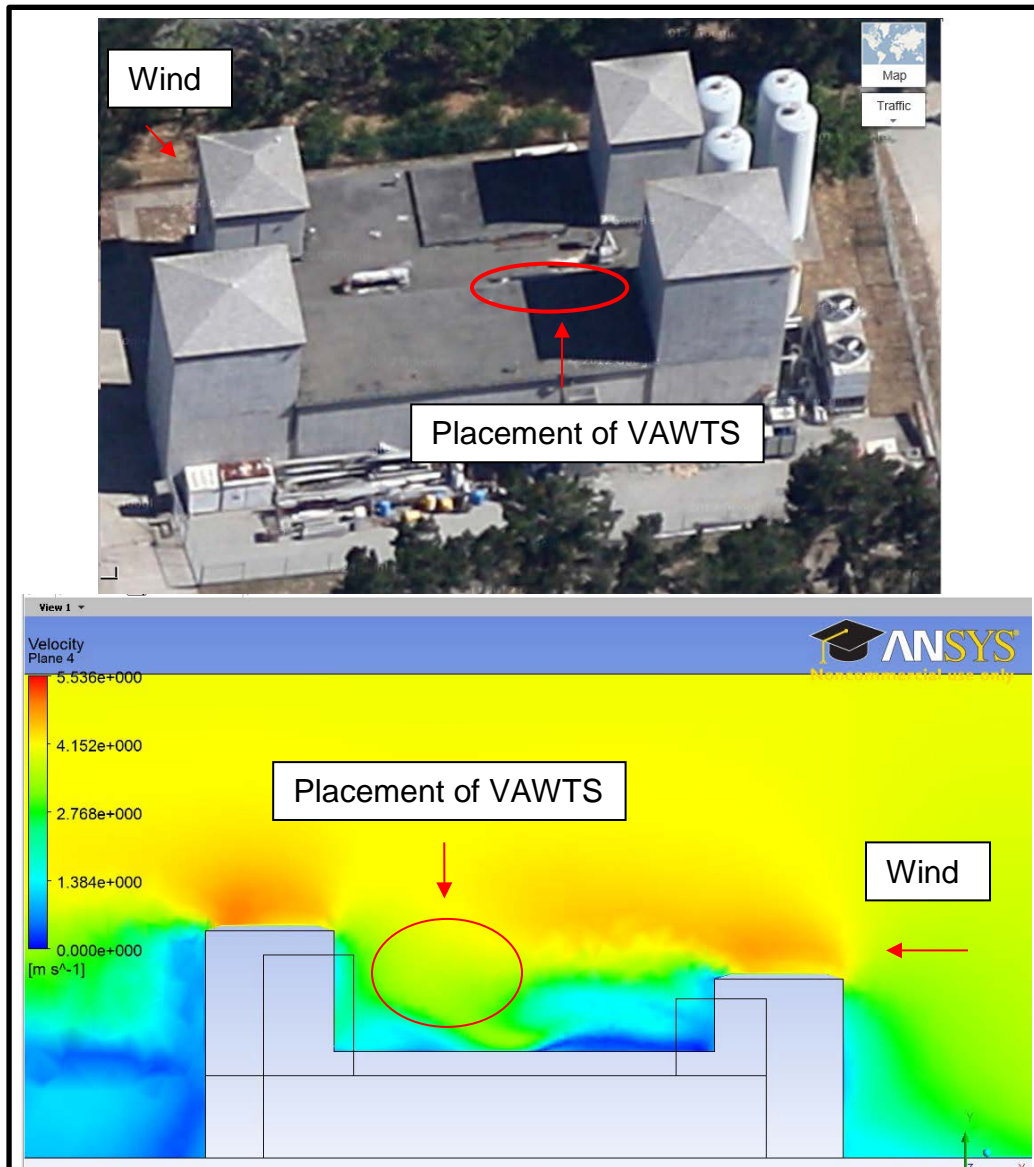 Wind
Map
Traffic
Placement of VAWTS
View 1
Velocity
Plane 4
ANSYS
Noncommercial use only
5.536e+000
4.152e+000
2.768e+000
1.384e+000
0.000e+000
[m s^-1]
Placement of VAWTS
Wind
Y
Z